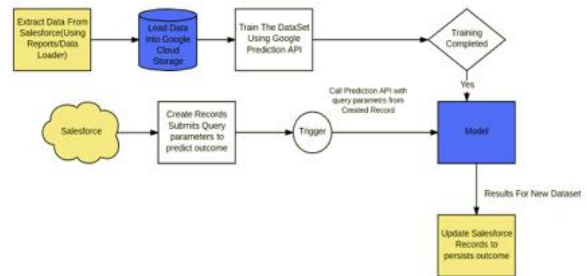 Extract Data From
Salesforce(Using
Reports/Data
Loader)
Load Data
Into Google
Cloud
Storage
Train The DataSet
Using Google
Prediction API
Training
Completed
Yes
Call Prediction API with
query parametrs from
Created Record
Salesforce
Create Records
Submits Query
parameters to
predict outcome
Trigger
Model
Results For New Dataset
Update Salesforce
Records to
persists outcome